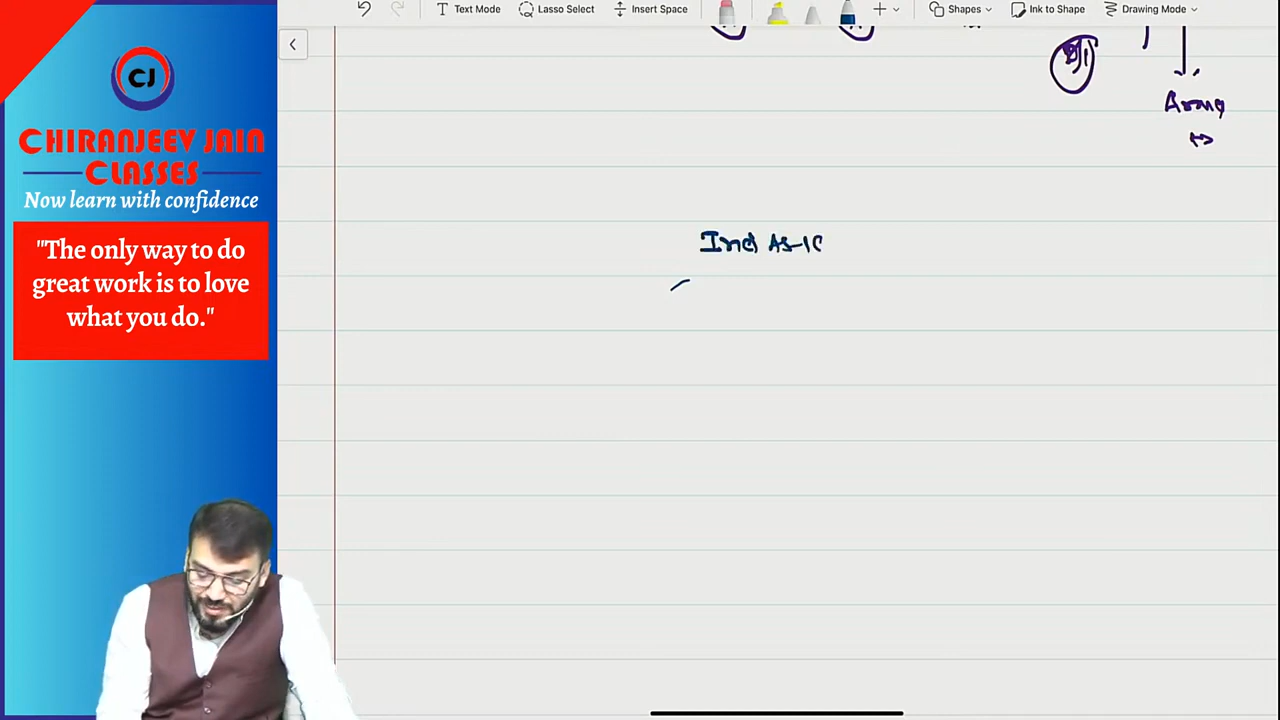 Text Mode
Lasso Select
Insert Space
Shapes
Ink to Shape
Drawing Mode
CJ
CHIRANJEEV JAIN
CLASSES
Now learn with confidence
"The only way to do
great work is to love
what you do."
Ind AS-1